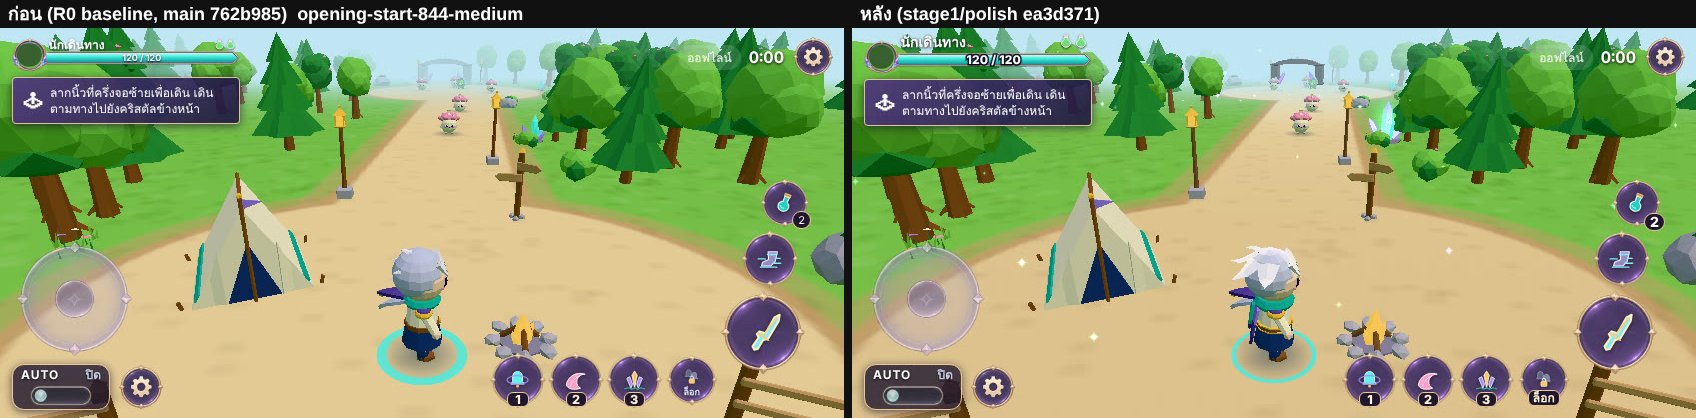 ก่อน (R0 baseline, main 762b985) opening-start-844-medium
นักเดินทาง
120 / 120
ออฟไลน์ 0:00
ลากนิ้วที่ครึ่งจอซ้ายเพื่อเดิน เดิน
ตามทางไปยังคริสตัลข้างหน้า
2
AUTO ปิด
1 2 3 ล็อก
หลัง (stage1/polish ea3d371)
นักเดินทาง
120 / 120
ออฟไลน์ 0:00
ลากนิ้วที่ครึ่งจอซ้ายเพื่อเดิน เดิน
ตามทางไปยังคริสตัลข้างหน้า
2
AUTO ปิด
1 2 3 ล็อก